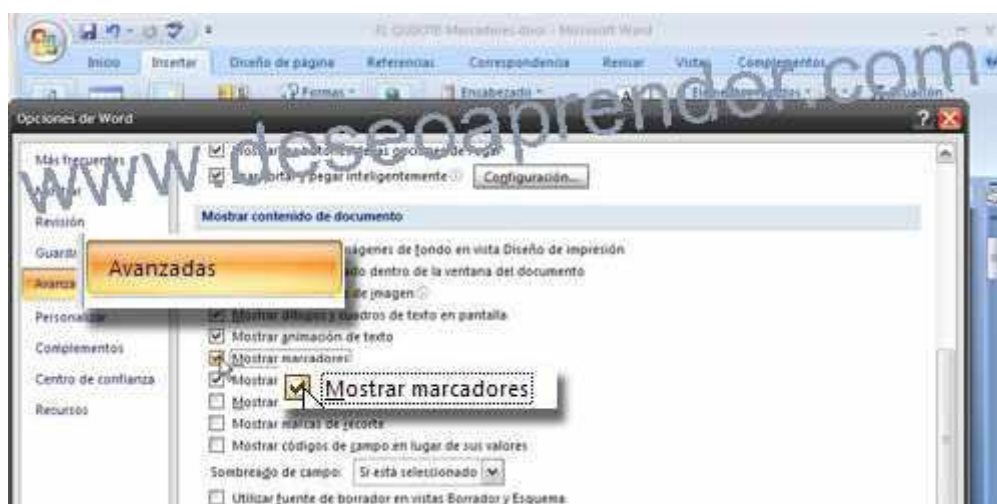 EL QUIJOTE Marcadores.docx - Microsoft Word
Inicio Insertar Diseño de página Referencias Correspondencia Revisar Vista Complementos
Formas Encabezado
www.deseoaprender.com
Opciones de Word
Más frecuentes
Mostrar
Revisión
Avanzadas
Personalizar
Complementos
Centro de confianza
Recursos
pegar inteligentemente Configuración...
Mostrar contenido de documento
imágenes de fondo en vista Diseño de impresión
dentro de la ventana del documento
de imagen
Mostrar dibujos y cuadros de texto en pantalla
Mostrar animación de texto
Mostrar marcadores
Mostrar
Mostrar marcadores
Mostrar
Mostrar marcas de recorte
Mostrar códigos de campo en lugar de sus valores
Sombreado de campo: Si está seleccionado
Utilizar fuente de borrador en vistas Borrador y Esquema